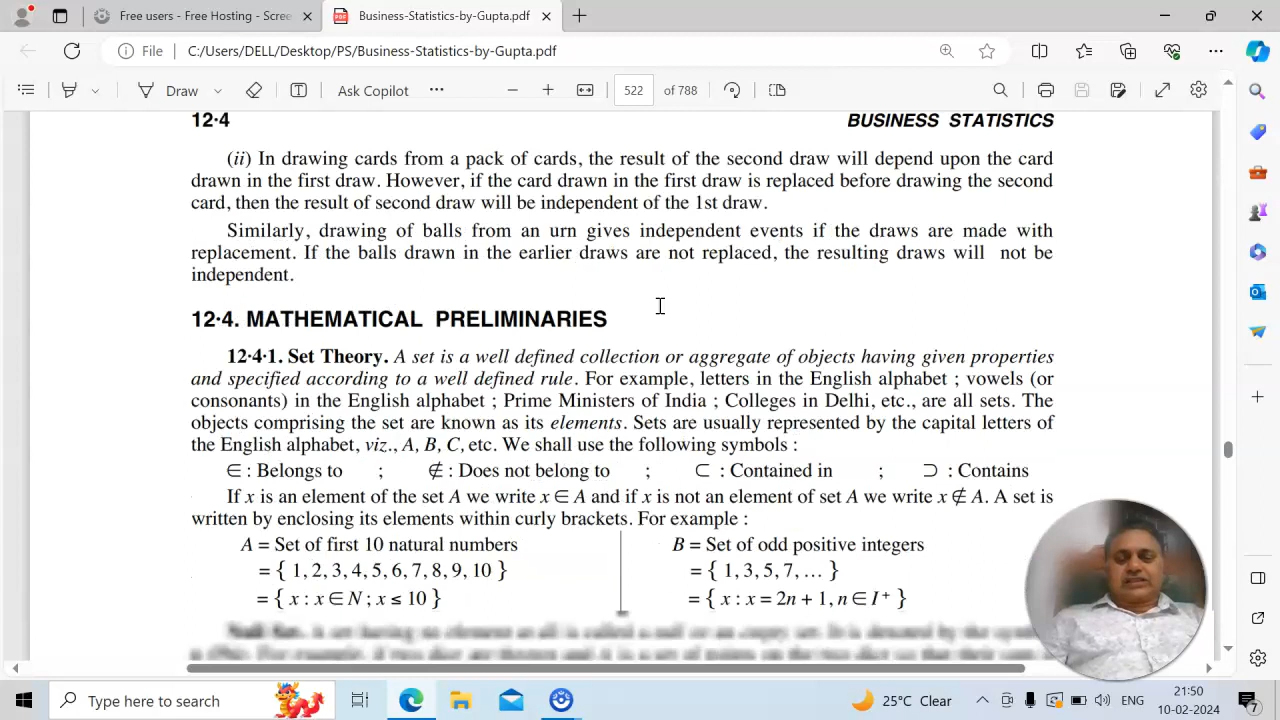 Free users - Free Hosting - Scree
Business-Statistics-by-Gupta.pdf
File
C:/Users/DELL/Desktop/PS/Business-Statistics-by-Gupta.pdf
Draw
Ask Copilot
522 of 788
12·4 BUSINESS STATISTICS
(ii) In drawing cards from a pack of cards, the result of the second draw will depend upon the card
drawn in the first draw. However, if the card drawn in the first draw is replaced before drawing the second
card, then the result of second draw will be independent of the 1st draw.
Similarly, drawing of balls from an urn gives independent events if the draws are made with
replacement. If the balls drawn in the earlier draws are not replaced, the resulting draws will not be
independent.
12·4. MATHEMATICAL PRELIMINARIES
12·4·1. Set Theory. A set is a well defined collection or aggregate of objects having given properties
and specified according to a well defined rule. For example, letters in the English alphabet ; vowels (or
consonants) in the English alphabet ; Prime Ministers of India ; Colleges in Delhi, etc., are all sets. The
objects comprising the set are known as its elements. Sets are usually represented by the capital letters of
the English alphabet, viz., A, B, C, etc. We shall use the following symbols :
∈ : Belongs to ; ∉ : Does not belong to ; ⊂ : Contained in ; ⊃ : Contains
If x is an element of the set A we write x ∈ A and if x is not an element of set A we write x ∉ A. A set is
written by enclosing its elements within curly brackets. For example :
A = Set of first 10 natural numbers
= { 1, 2, 3, 4, 5, 6, 7, 8, 9, 10 }
= { x : x ∈ N ; x ≤ 10 }
B = Set of odd positive integers
= { 1, 3, 5, 7, … }
= { x : x = 2n + 1, n ∈ I⁺ }
Type here to search
25°C Clear
ENG
21:50
10-02-2024
7